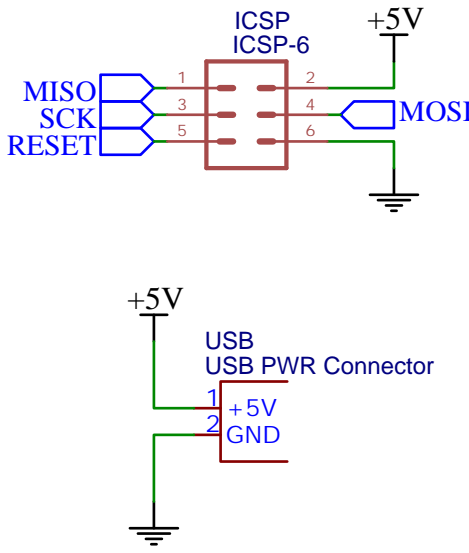 ICSP
ICSP-6
+5V
MISO 1 2
SCK 3 4 MOSI
RESET 5 6
+5V
USB
USB PWR Connector
1 +5V
2 GND